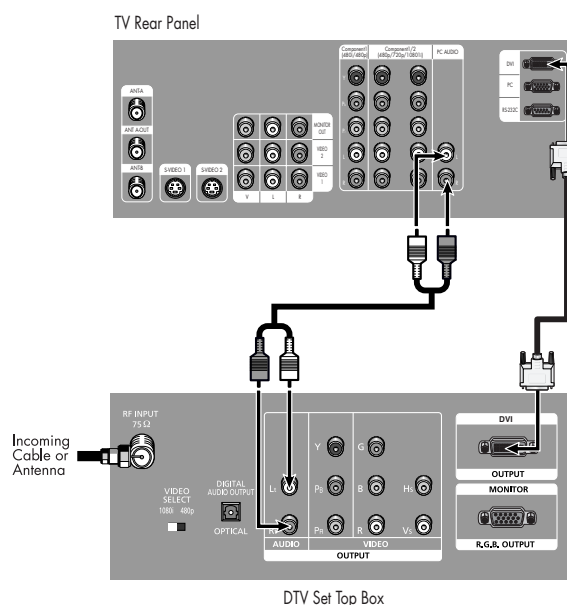 TV Rear Panel
Component1
(480i/480p)
Component1/2
(480p/720p/1080i)
PC AUDIO
DVI
PC
RS-232C
ANT-A
ANT A-OUT
ANT-B
S-VIDEO 1
S-VIDEO 2
MONITOR
OUT
VIDEO
2
VIDEO
1
V
L
R
RF INPUT
75 Ω
Incoming
Cable or
Antenna
VIDEO
SELECT
1080i 480p
DIGITAL
AUDIO OUTPUT
OPTICAL
Y
G
PB
B
HS
PR
R
VS
AUDIO
VIDEO
OUTPUT
DVI
OUTPUT
MONITOR
R.G.B. OUTPUT
DTV Set Top Box